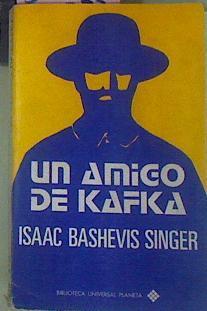 UN AMIGO
DE KAFKA
ISAAC BASHEVIS SINGER
BIBLIOTECA UNIVERSAL PLANETA